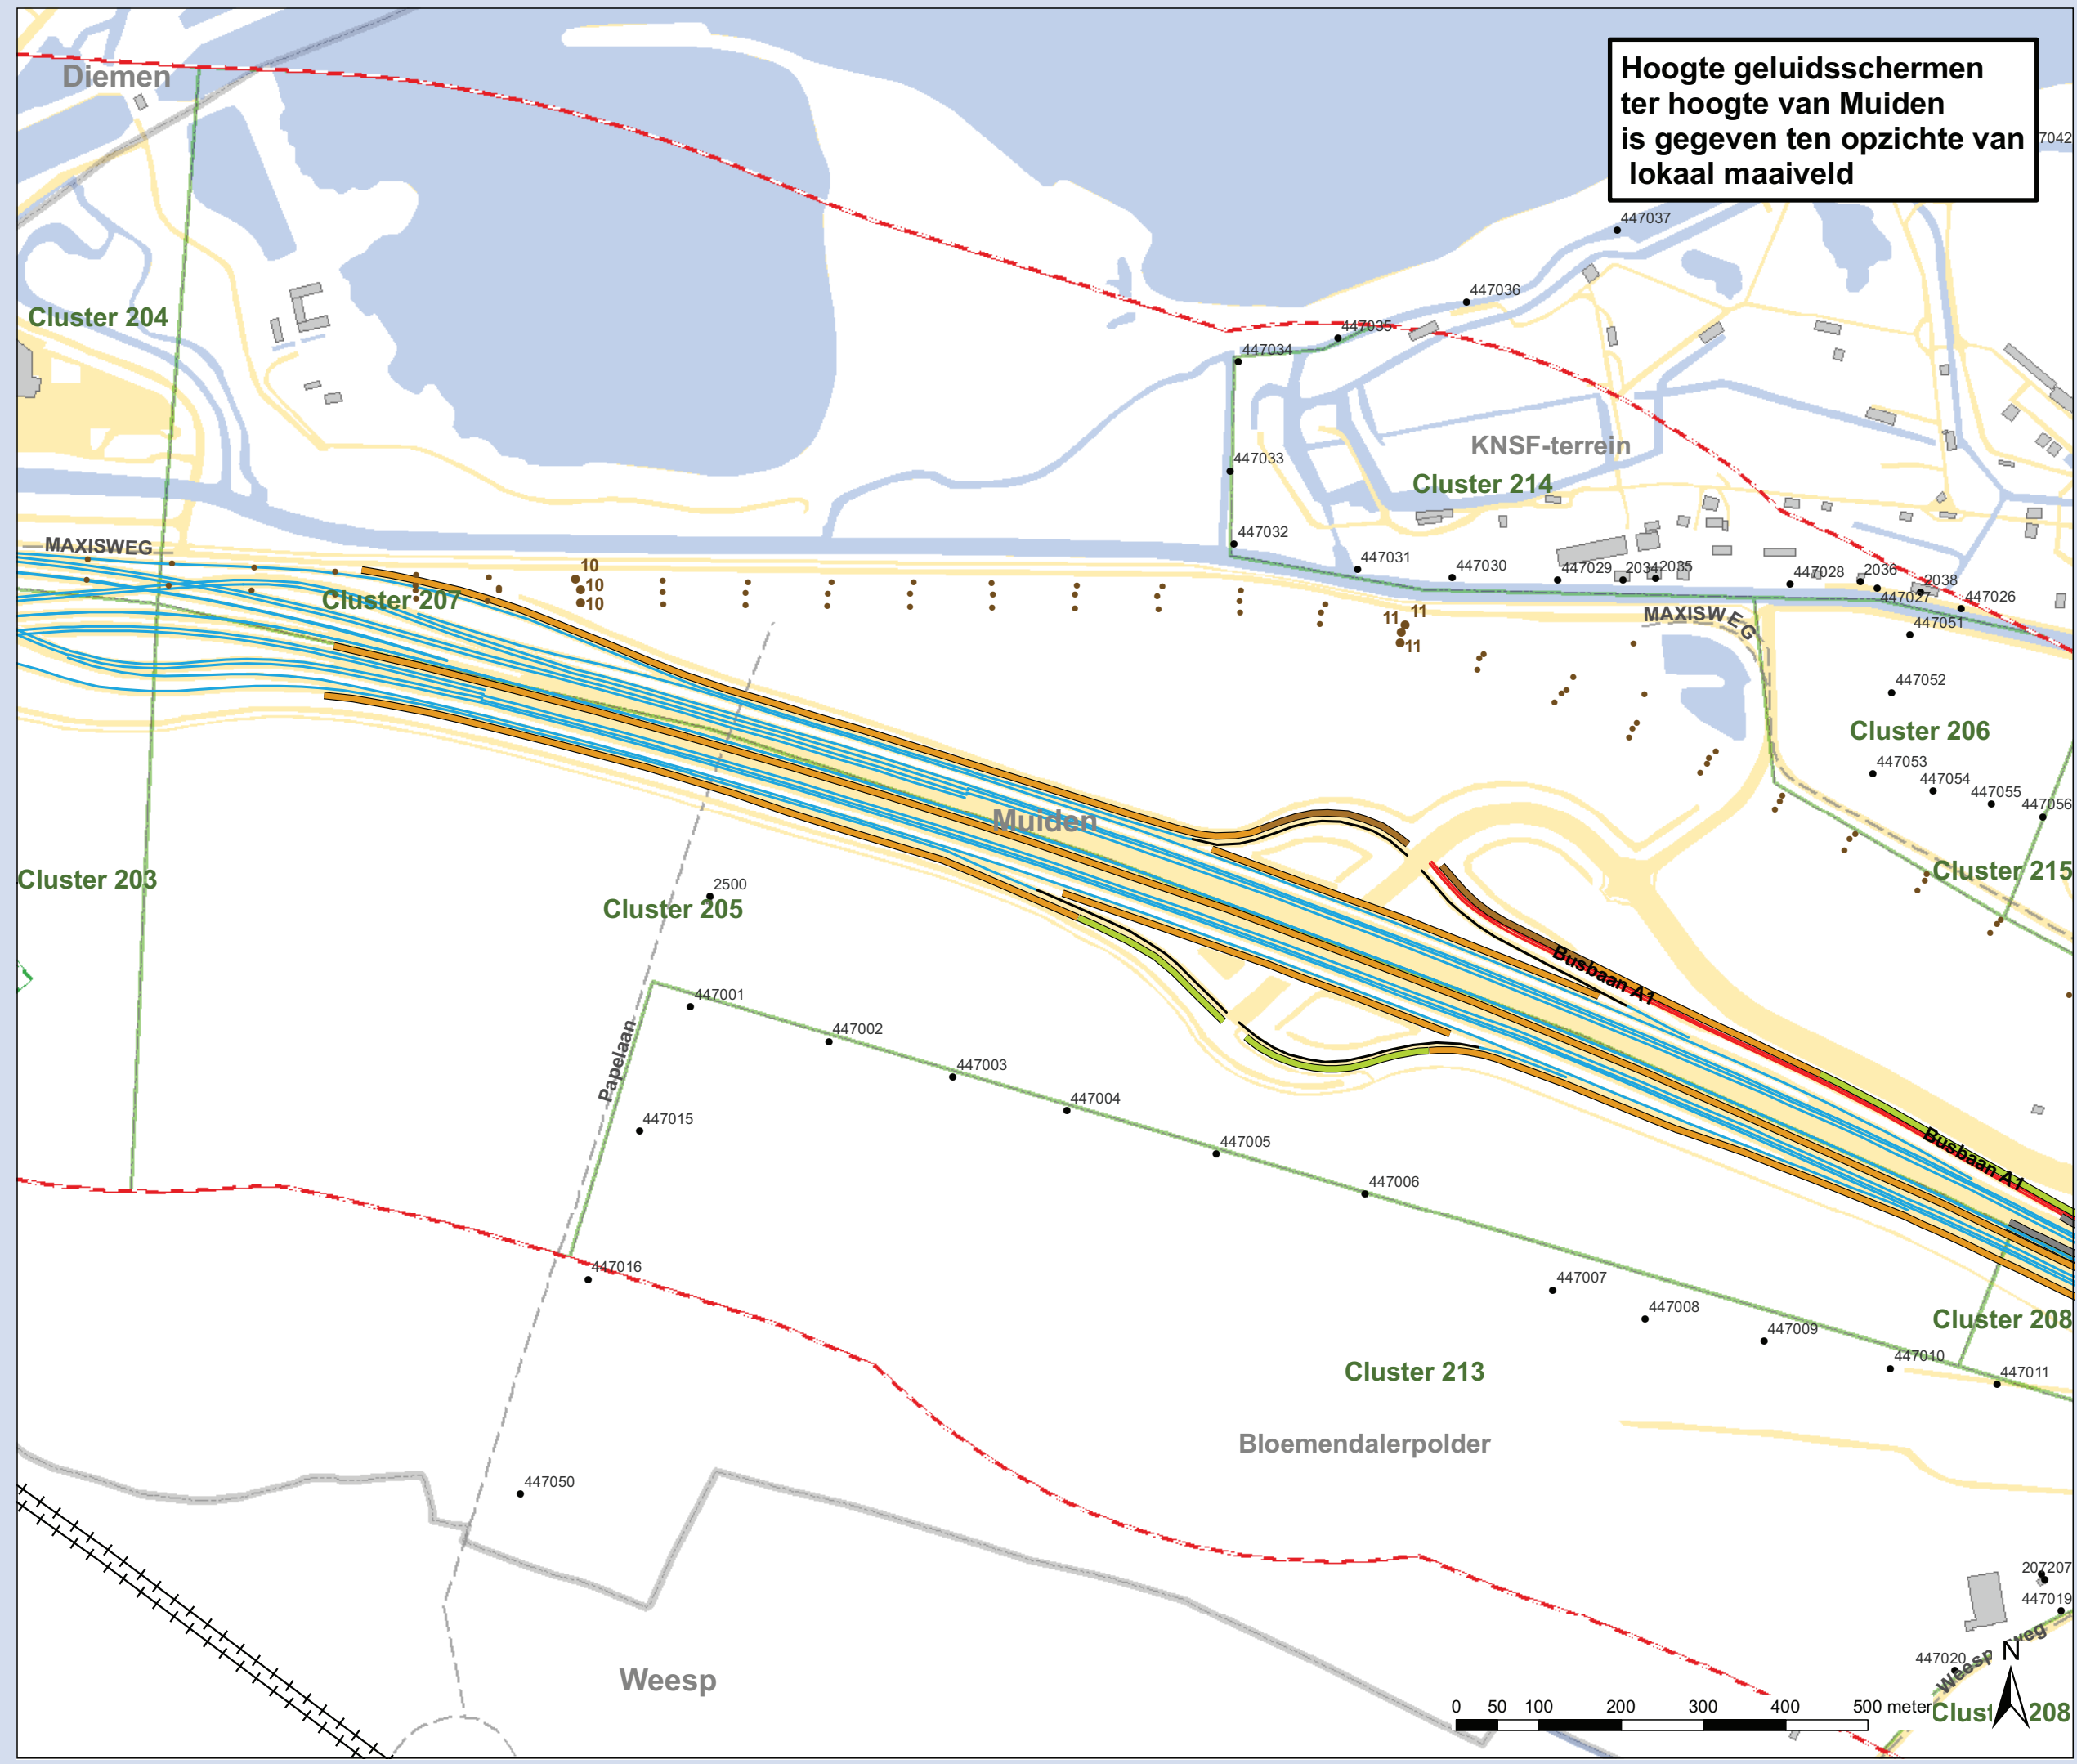 Hoogte geluidsschermen
ter hoogte van Muiden
is gegeven ten opzichte van
lokaal maaiveld
Diemen
7042
447037
447036
447035
447034
Cluster 204
KNSF-terrein
Cluster 214
447033
447032
447031
447030
447029
2034
2035
447028
2036
2038
447027
447026
447051
MAXISWEG
10
10
10
Cluster 207
11
11
11
MAXISWEG
447052
Cluster 206
447053
447054
447055
447056
Muiden
Cluster 203
Cluster 215
2500
Cluster 205
Busbaan A1
447001
447002
447003
447004
Papelaan
447015
447005
447006
Busbaan A1
447016
447007
447008
447009
447010
447011
Cluster 208
Cluster 213
Bloemendalerpolder
447050
207207
447019
447020
N
Weesp
0 50 100 200 300 400 500 meter
208